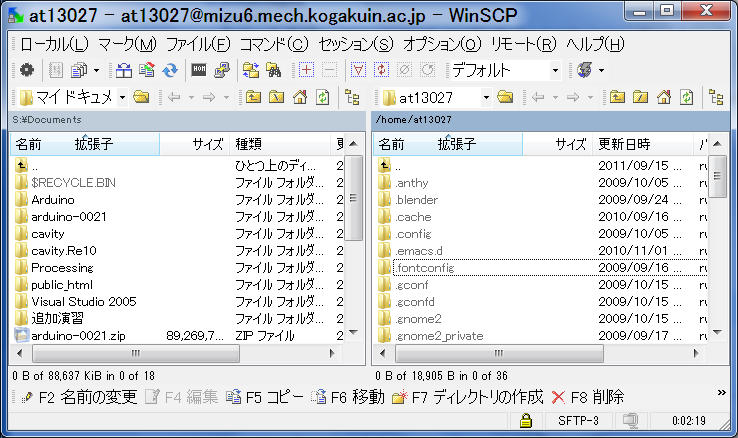 at13027 - at13027@mizu6.mech.kogakuin.ac.jp - WinSCP
ローカル(L) マーク(M) ファイル(F) コマンド(C) セッション(S) オプション(O) リモート(R) ヘルプ(H)
デフォルト
マイ ドキュメ at13027
S:¥Documents /home/at13027
名前 拡張子 サイズ 種類 更 名前 拡張子 サイズ 更新日時 パ
.. ひとつ上のディ... 2 .. 2011/09/15 ... rv
$RECYCLE.BIN ファイル フォルダ... 2 .anthy 2009/10/05 ... rv
Arduino ファイル フォルダ... 2 .blender 2009/09/24 ... rv
arduino-0021 ファイル フォルダ... 2 .cache 2010/09/16 ... rv
cavity ファイル フォルダ... 2 .config 2009/10/05 ... rv
cavity.Re10 ファイル フォルダ... 2 .emacs.d 2010/11/01 ... rv
Processing ファイル フォルダ... 2 .fontconfig 2009/09/16 ... rv
public_html ファイル フォルダ... 2 .gconf 2009/10/15 ... rv
Visual Studio 2005 ファイル フォルダ... 2 .gconfd 2009/10/15 ... rv
追加演習 ファイル フォルダ... 2 .gnome2 2009/10/15 ... rv
arduino-0021.zip 89,269,7... ZIP ファイル 2 .gnome2_private 2009/09/17 ... rv
0 B of 88,637 KiB in 0 of 18 0 B of 18,905 B in 0 of 36
F2 名前の変更 F4 編集 F5 コピー F6 移動 F7 ディレクトリの作成 F8 削除 »
SFTP-3 0:02:19